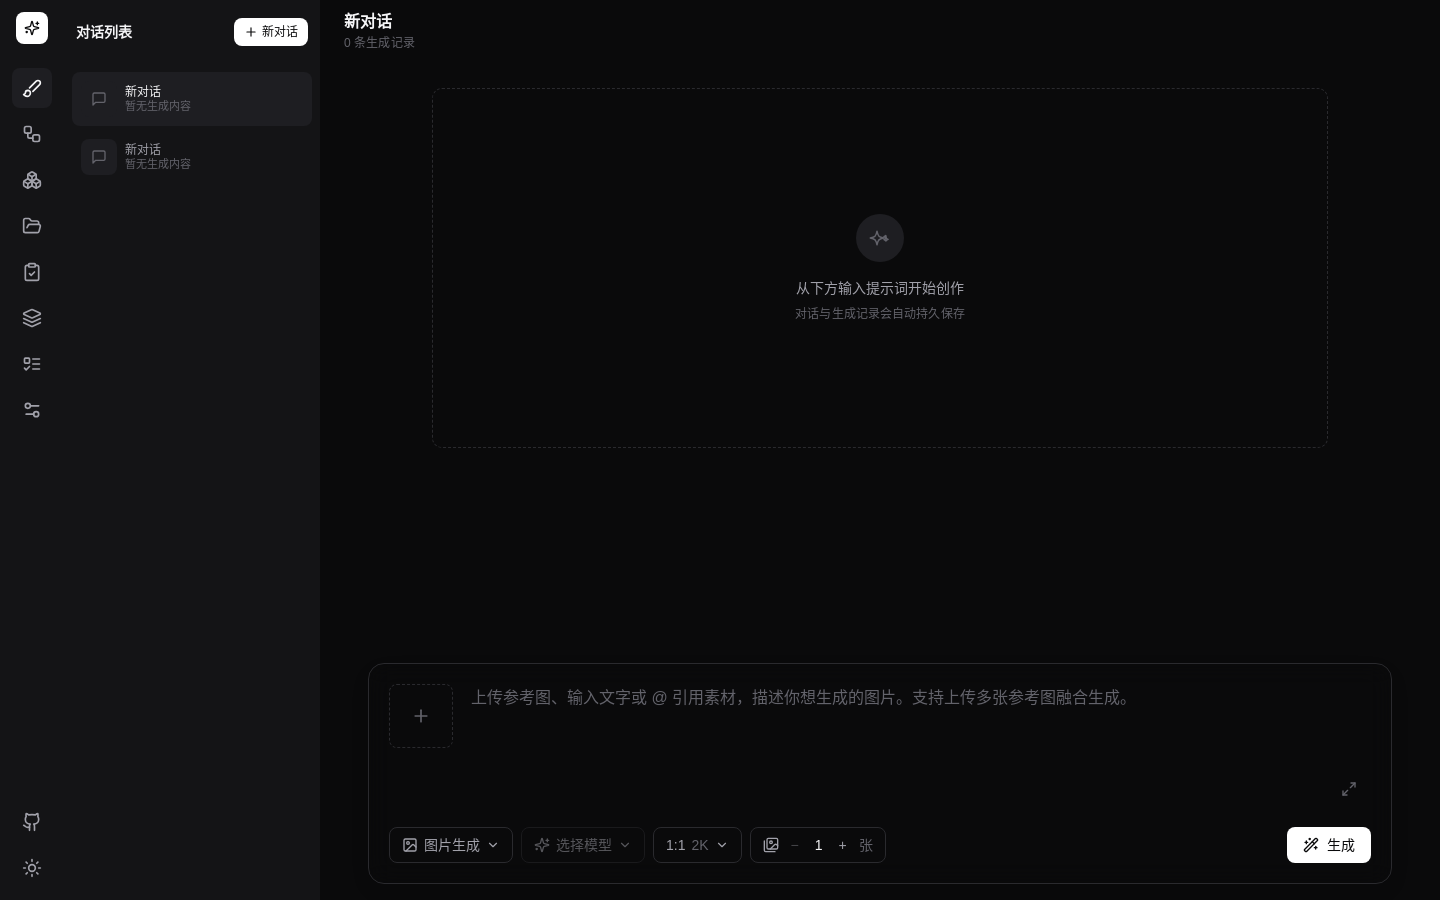 对话列表
新对话
新对话
暂无生成内容
新对话
暂无生成内容
新对话
0 条生成记录
从下方输入提示词开始创作
对话与生成记录会自动持久保存
上传参考图、输入文字或 @ 引用素材，描述你想生成的图片。支持上传多张参考图融合生成。
图片生成
选择模型
1:1 2K
− 1 + 张
生成